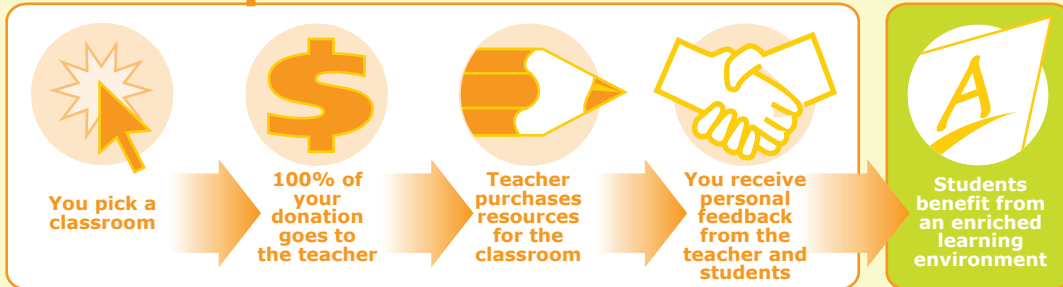 You pick a
classroom
100% of
your
donation
goes to
the teacher
Teacher
purchases
resources
for the
classroom
You receive
personal
feedback
from the
teacher and
students
Students
benefit from
an enriched
learning
environment
A